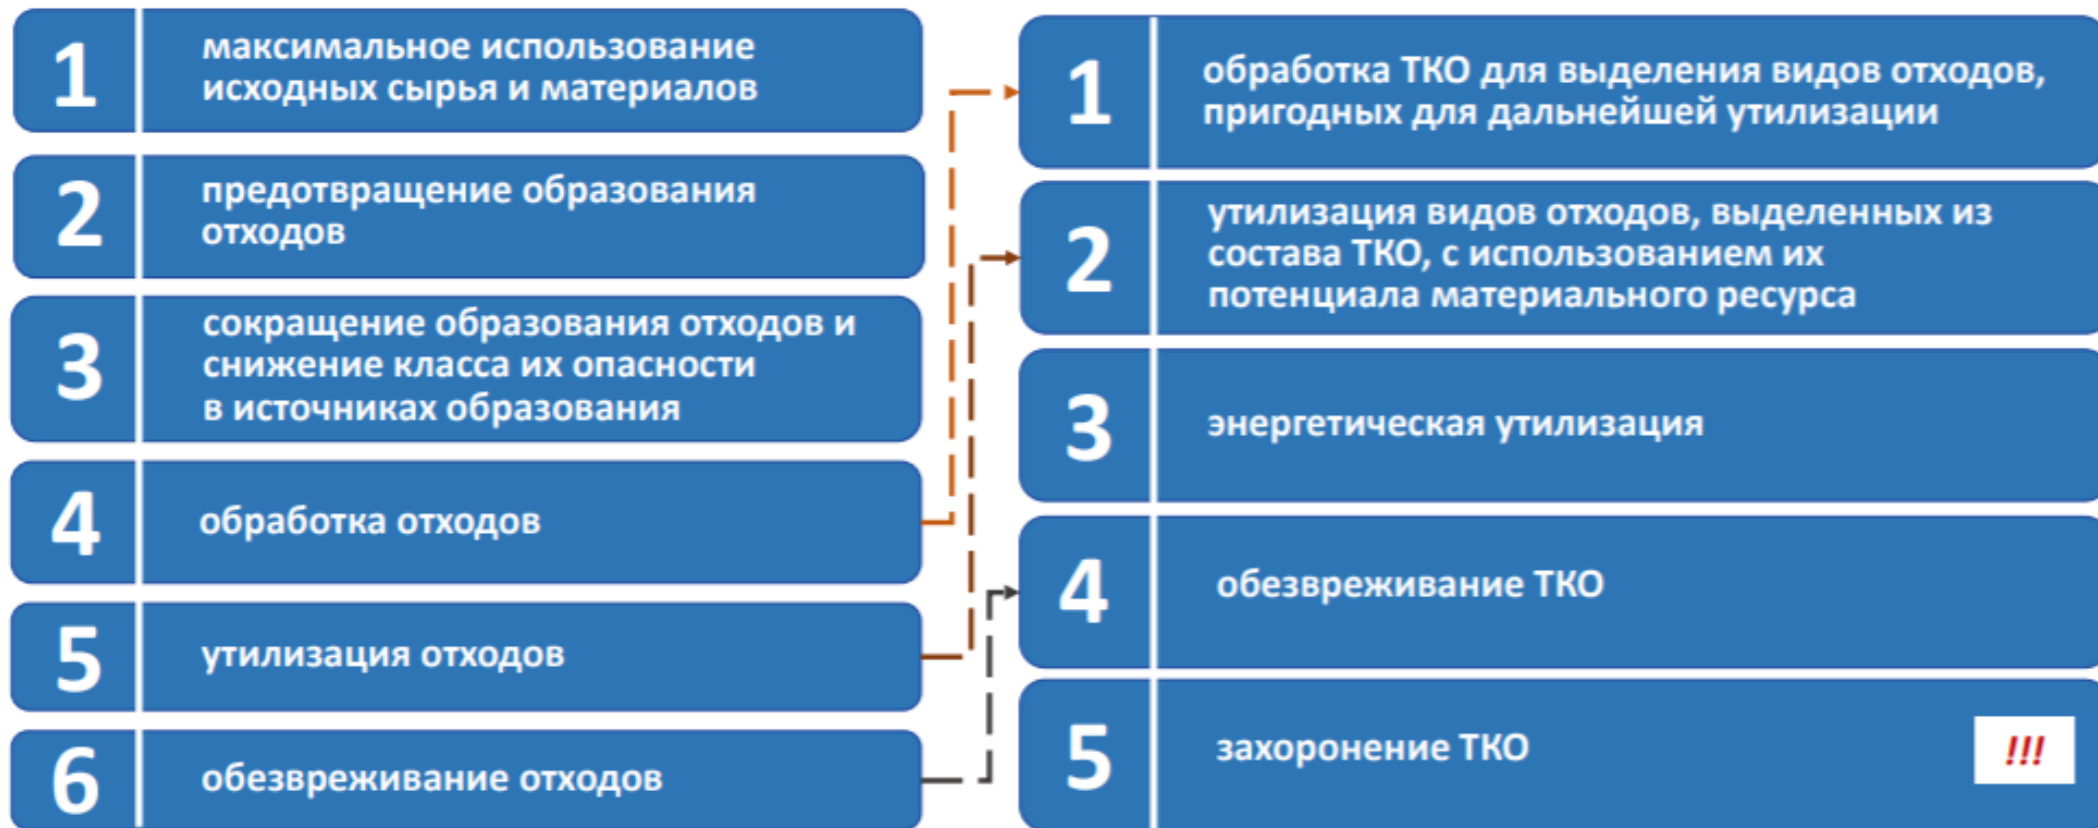 1
максимальное использование
исходных сырья и материалов
2
предотвращение образования
отходов
3
сокращение образования отходов и
снижение класса их опасности
в источниках образования
4
обработка отходов
5
утилизация отходов
6
обезвреживание отходов
1
обработка ТКО для выделения видов отходов,
пригодных для дальнейшей утилизации
2
утилизация видов отходов, выделенных из
состава ТКО, с использованием их
потенциала материального ресурса
3
энергетическая утилизация
4
обезвреживание ТКО
5
захоронение ТКО
!!!